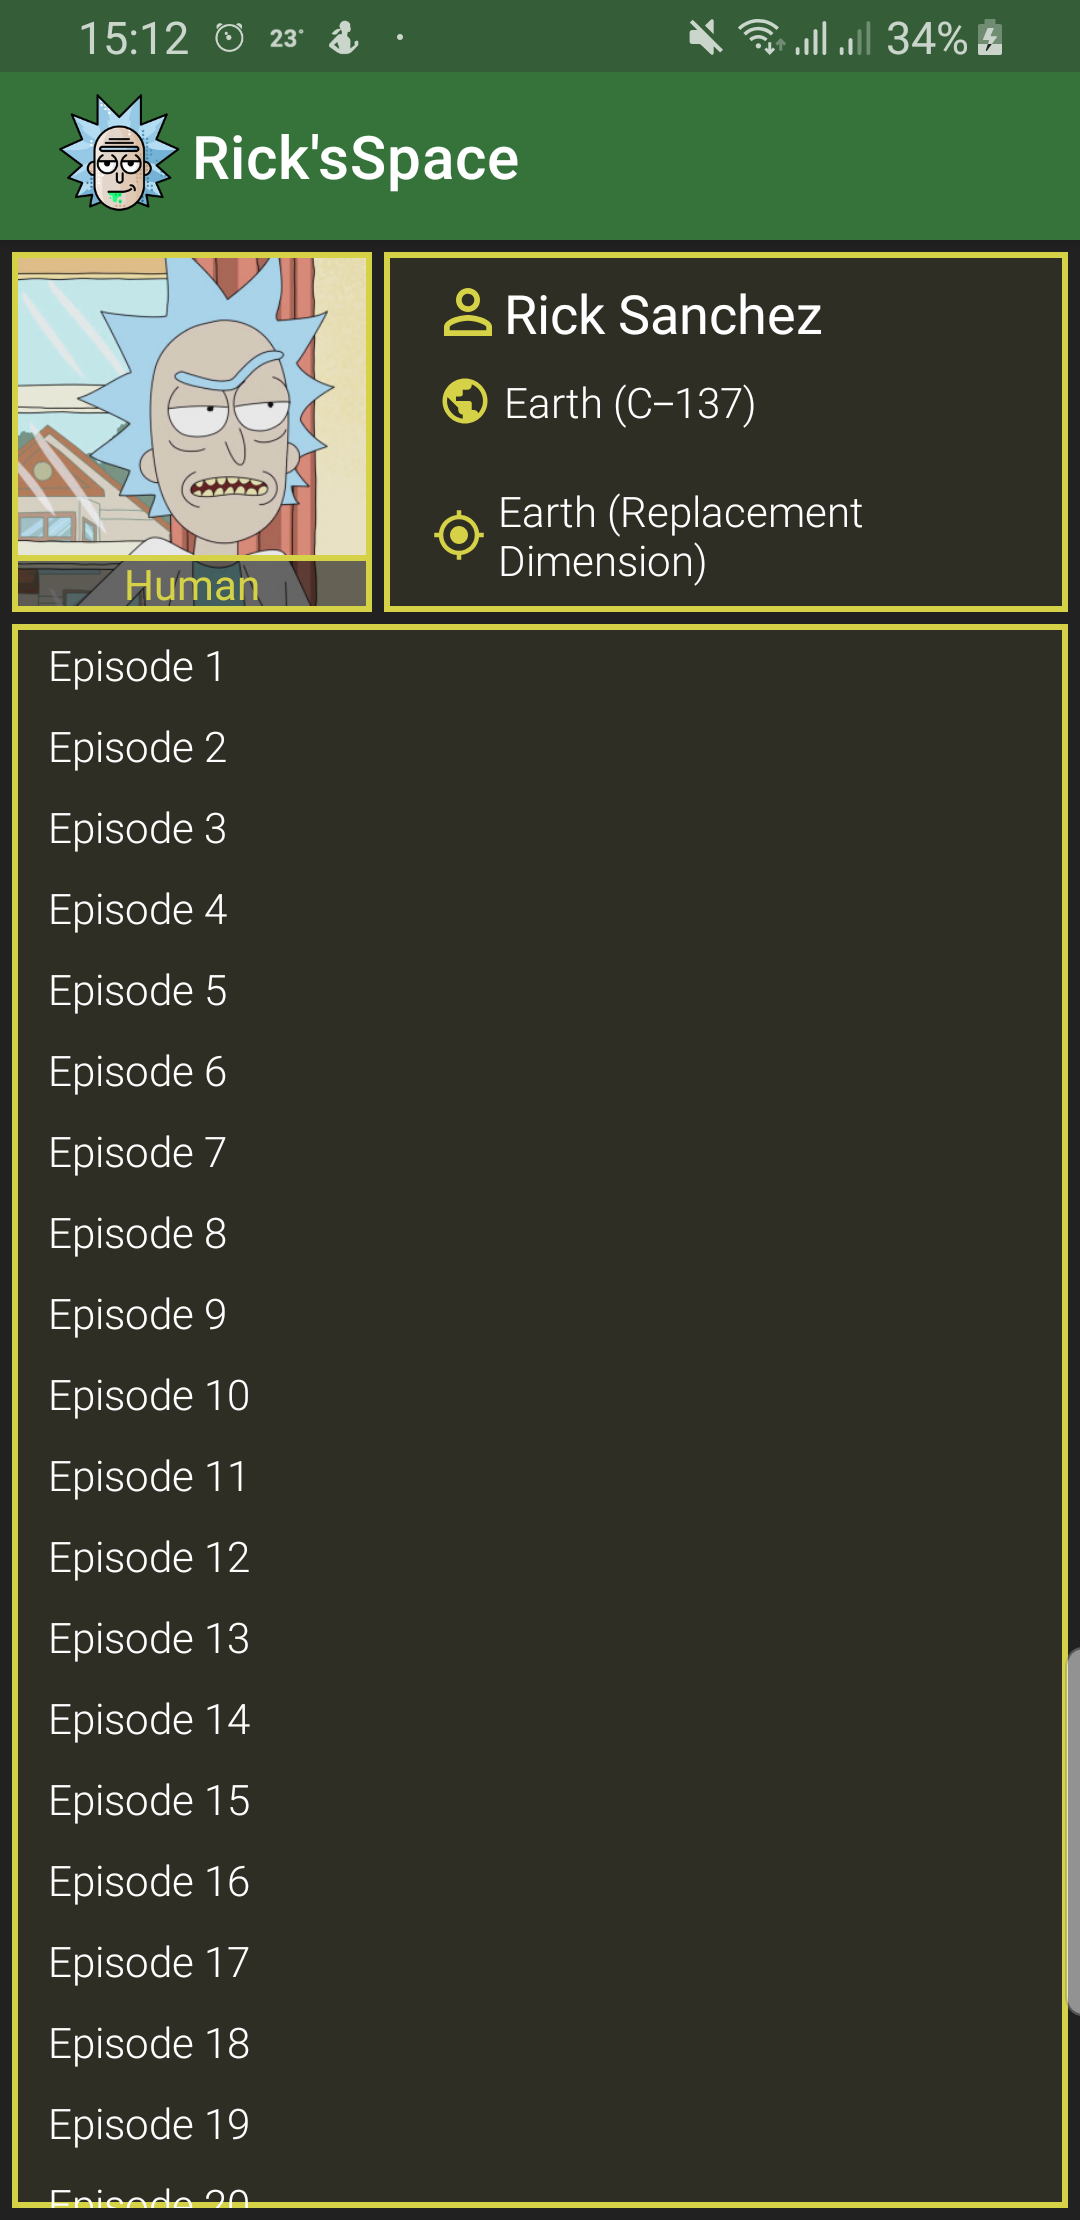 15:12 23° 34%
Rick'sSpace
Rick Sanchez
Earth (C-137)
Earth (Replacement
Dimension)
Human
Episode 1
Episode 2
Episode 3
Episode 4
Episode 5
Episode 6
Episode 7
Episode 8
Episode 9
Episode 10
Episode 11
Episode 12
Episode 13
Episode 14
Episode 15
Episode 16
Episode 17
Episode 18
Episode 19
Episode 20